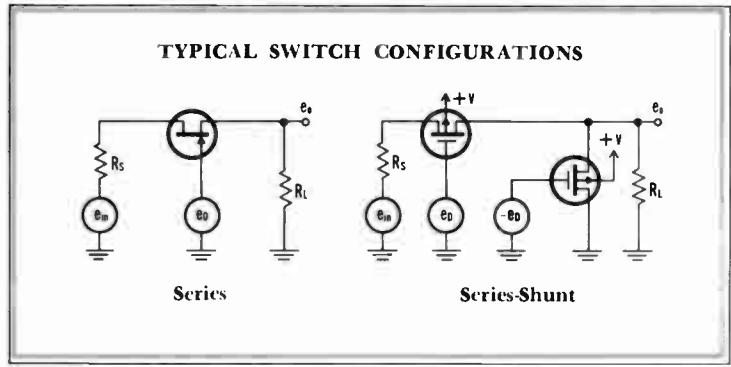 TYPICAL SWITCH CONFIGURATIONS
eo
RS
RL
ein
eD
Series
+V
eo
+V
RS
RL
ein
eD
-eD
Series-Shunt